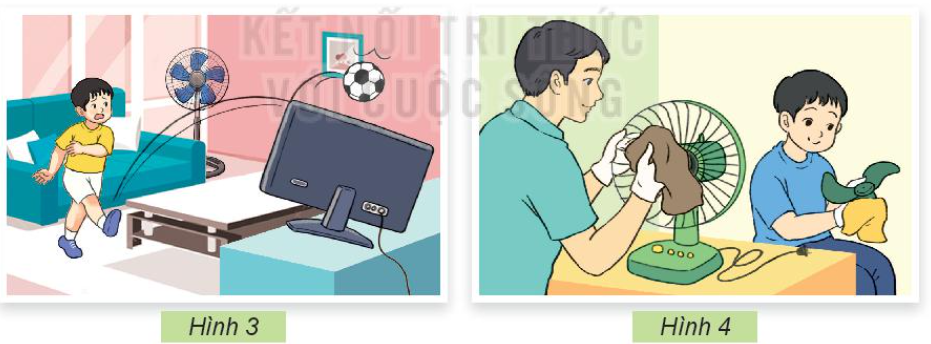 KẾT NỐI TRI THỨC
VỚI CUỘC SỐNG
Hình 3
Hình 4